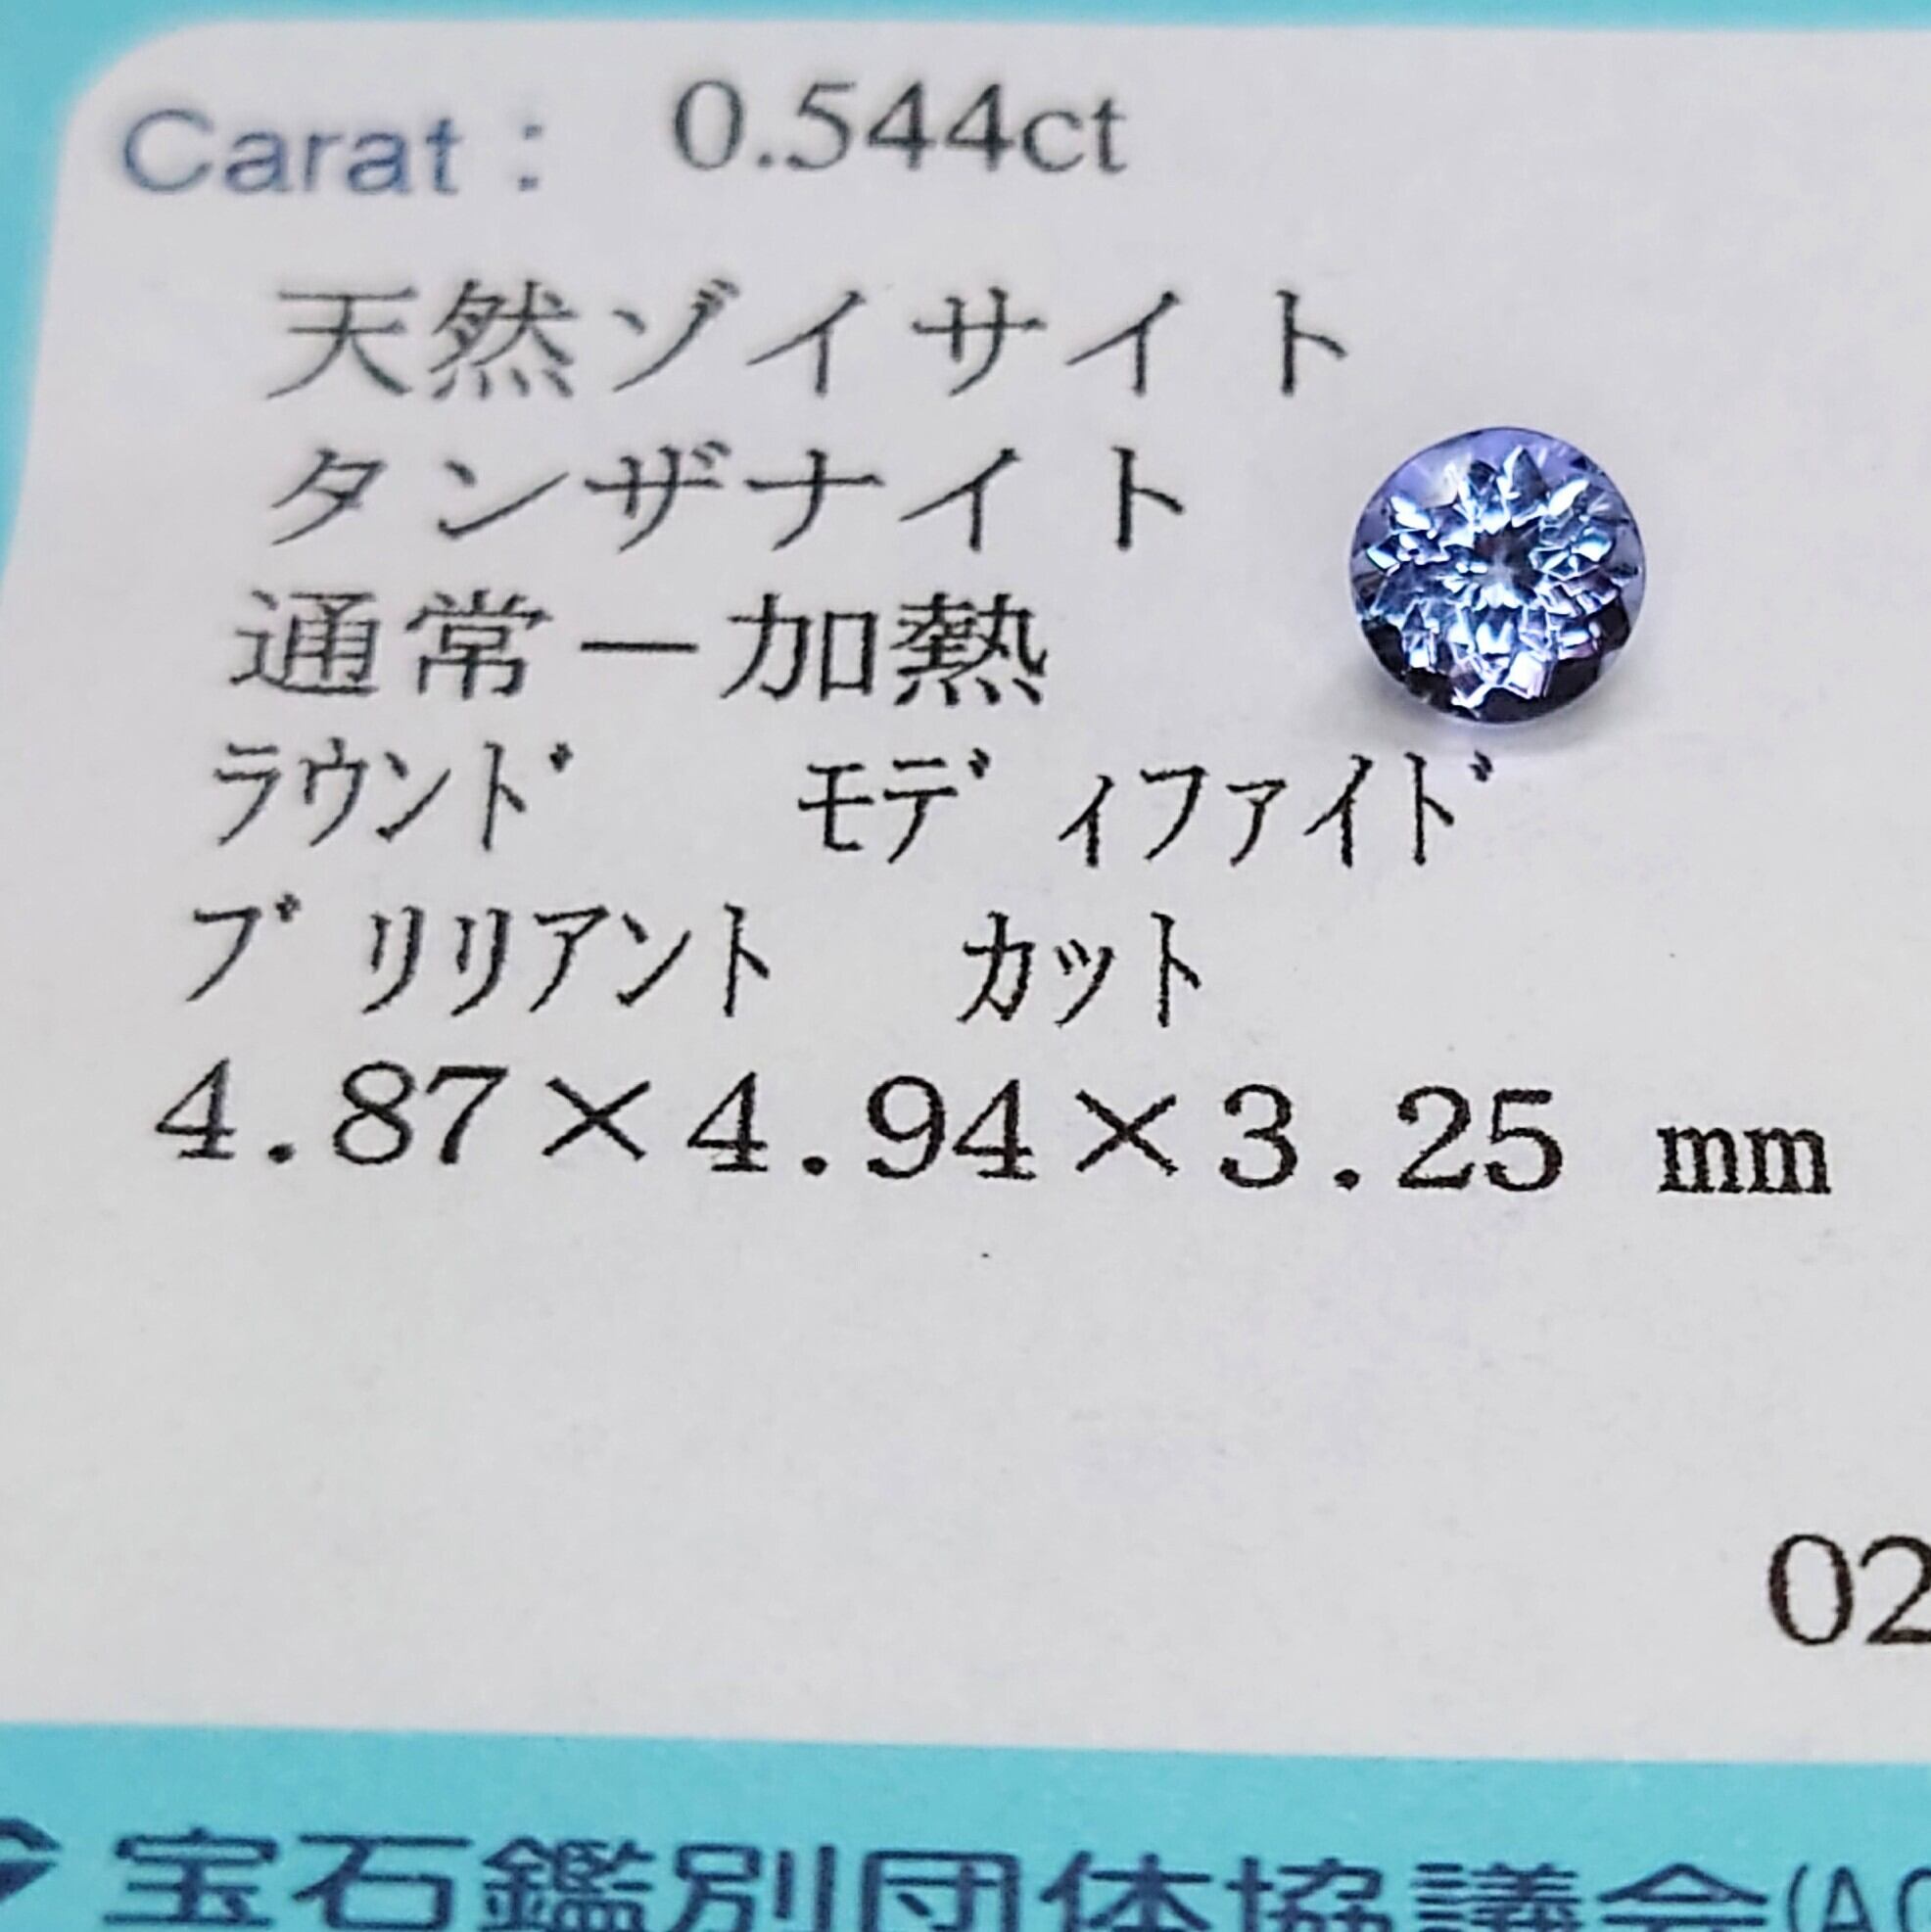 Carat : 0.544ct
天然ゾイサイト
タンザナイト
通常－加熱
ﾗｳﾝﾄﾞ ﾓﾃﾞｨﾌｧｲﾄﾞ
ﾌﾞﾘﾘｱﾝﾄ ｶｯﾄ
4.87×4.94×3.25 mm
02
宝石鑑別団体協議会(AG